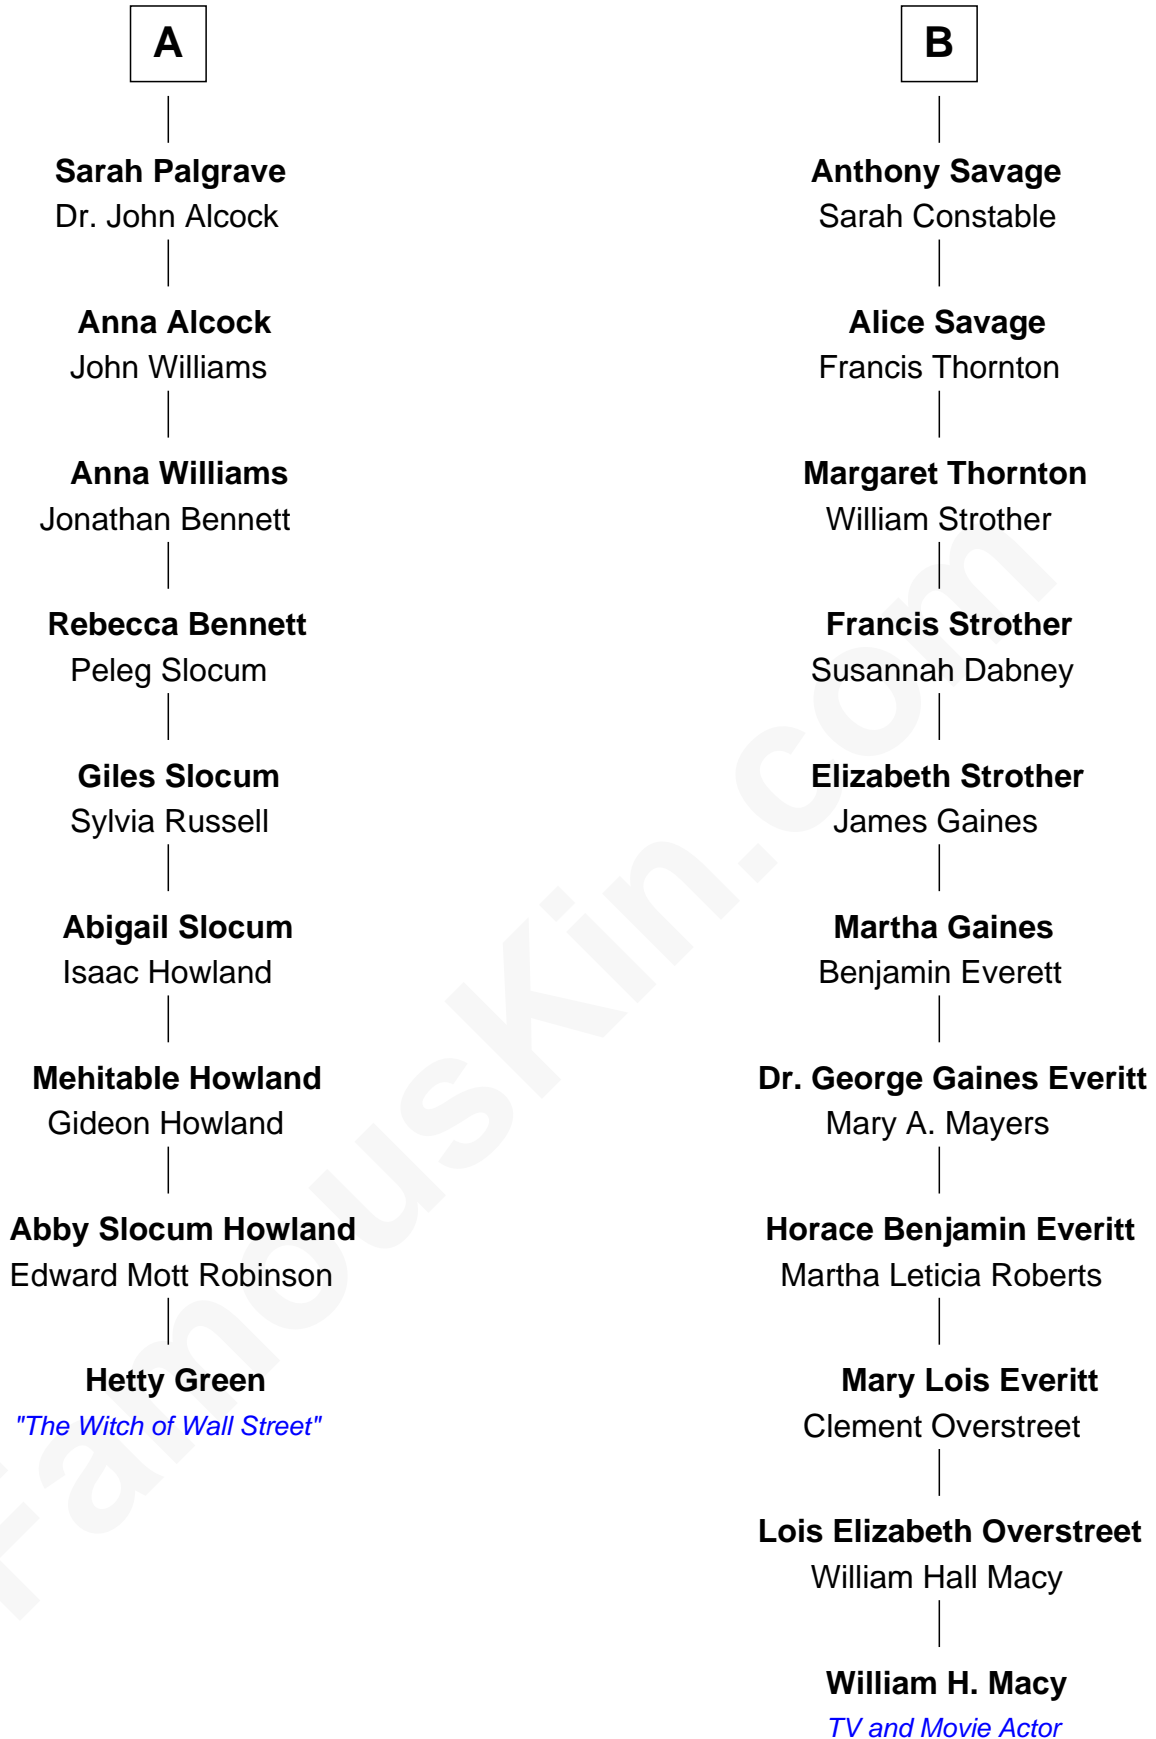 A
Sarah Palgrave
Dr. John Alcock
Anna Alcock
John Williams
Anna Williams
Jonathan Bennett
Rebecca Bennett
Peleg Slocum
Giles Slocum
Sylvia Russell
Abigail Slocum
Isaac Howland
Mehitable Howland
Gideon Howland
Abby Slocum Howland
Edward Mott Robinson
Hetty Green
"The Witch of Wall Street"
B
Anthony Savage
Sarah Constable
Alice Savage
Francis Thornton
Margaret Thornton
William Strother
Francis Strother
Susannah Dabney
Elizabeth Strother
James Gaines
Martha Gaines
Benjamin Everett
Dr. George Gaines Everitt
Mary A. Mayers
Horace Benjamin Everitt
Martha Leticia Roberts
Mary Lois Everitt
Clement Overstreet
Lois Elizabeth Overstreet
William Hall Macy
William H. Macy
TV and Movie Actor
FamousKin.com